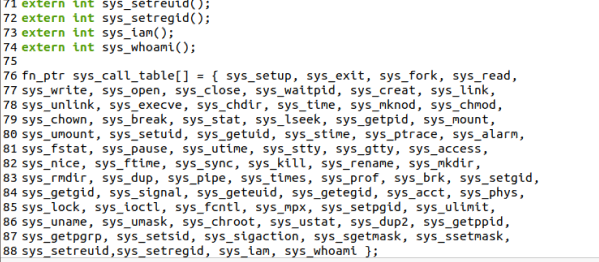 71 extern int sys_setreuid();
72 extern int sys_setregid();
73 extern int sys_iam();
74 extern int sys_whoami();
75
76 fn_ptr sys_call_table[] = { sys_setup, sys_exit, sys_fork, sys_read,
77 sys_write, sys_open, sys_close, sys_waitpid, sys_creat, sys_link,
78 sys_unlink, sys_execve, sys_chdir, sys_time, sys_mknod, sys_chmod,
79 sys_chown, sys_break, sys_stat, sys_lseek, sys_getpid, sys_mount,
80 sys_umount, sys_setuid, sys_getuid, sys_stime, sys_ptrace, sys_alarm,
81 sys_fstat, sys_pause, sys_utime, sys_stty, sys_gtty, sys_access,
82 sys_nice, sys_ftime, sys_sync, sys_kill, sys_rename, sys_mkdir,
83 sys_rmdir, sys_dup, sys_pipe, sys_times, sys_prof, sys_brk, sys_setgid,
84 sys_getgid, sys_signal, sys_geteuid, sys_getegid, sys_acct, sys_phys,
85 sys_lock, sys_ioctl, sys_fcntl, sys_mpx, sys_setpgid, sys_ulimit,
86 sys_uname, sys_umask, sys_chroot, sys_ustat, sys_dup2, sys_getppid,
87 sys_getpgrp, sys_setsid, sys_sigaction, sys_sgetmask, sys_ssetmask,
88 sys_setreuid,sys_setregid, sys_iam, sys_whoami };